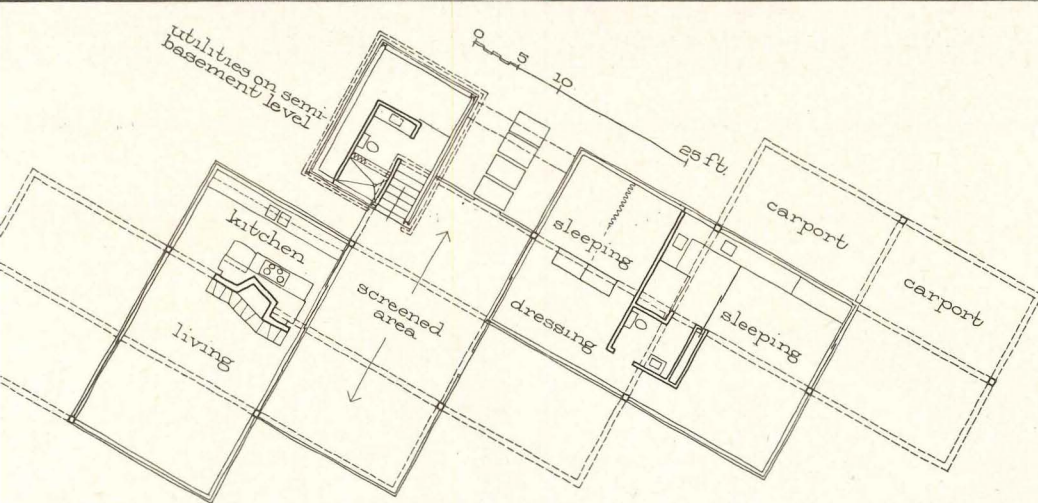 utilities on semi-
basement level
0 5 10 25 ft.
kitchen
living
screened
area
sleeping
dressing
sleeping
carport
carport